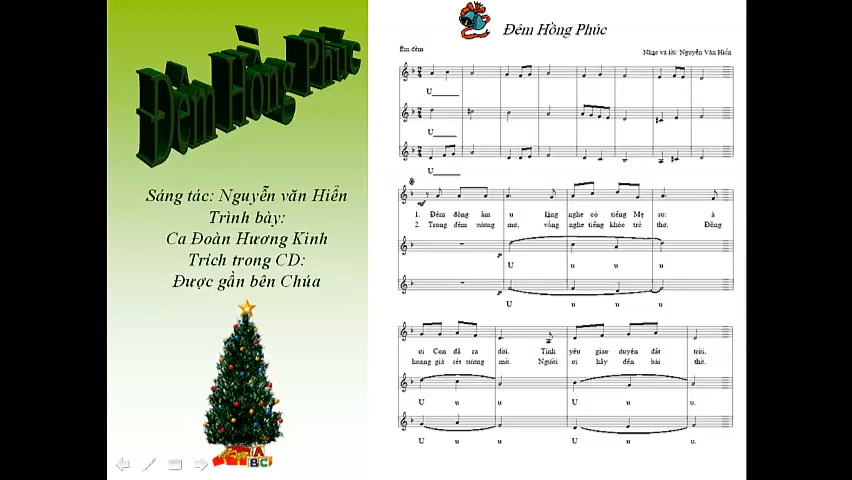 Đêm Hồng Phúc
Sáng tác: Nguyễn văn Hiển
Trình bày:
Ca Đoàn Hương Kinh
Trích trong CD:
Được gần bên Chúa
Đêm Hồng Phúc
Êm đềm
Nhạc và lời: Nguyễn Văn Hiển
U
U
U
1. Đêm đông âm u lắng nghe có tiếng Mẹ ru: à
2. Trong đêm sương mơ, vẳng nghe tiếng khóc trẻ thơ. Đồng
U u u u
U u u u
ơi Con đã ra đời. Tình yêu giao duyên đất trời.
hoang giá rét sương mờ. Người ơi hãy đến bái thờ.
U u u u u u.
U u u u u u.